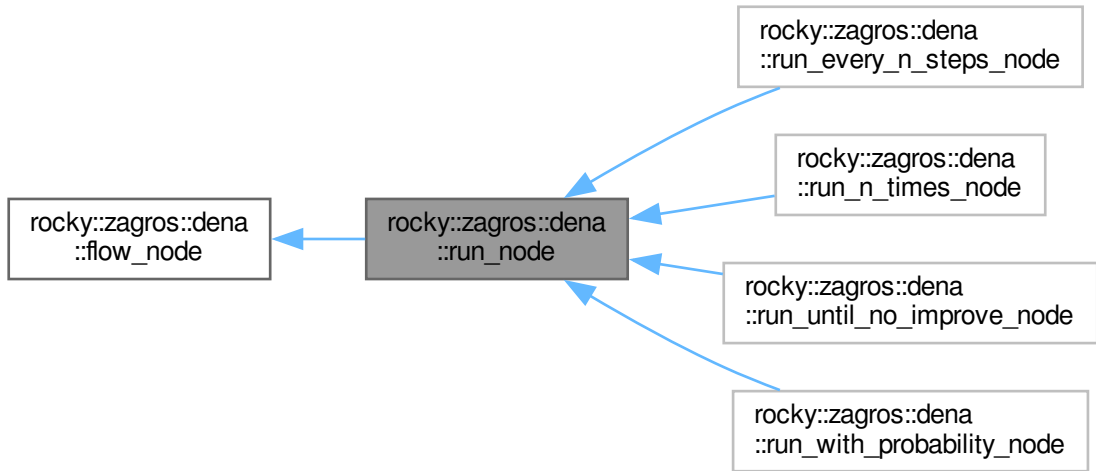 rocky::zagros::dena
::flow_node
rocky::zagros::dena
::run_node
rocky::zagros::dena
::run_every_n_steps_node
rocky::zagros::dena
::run_n_times_node
rocky::zagros::dena
::run_until_no_improve_node
rocky::zagros::dena
::run_with_probability_node